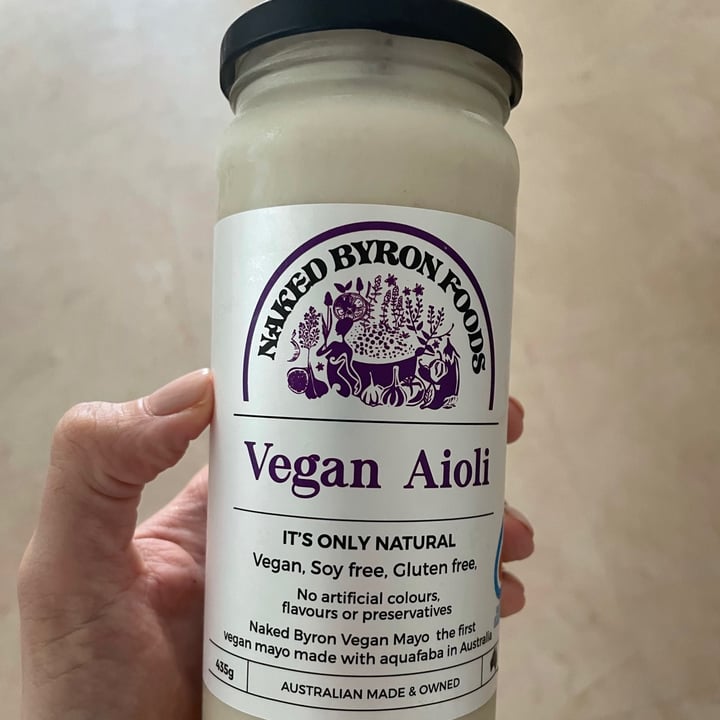 NAKED BYRON FOODS
Vegan Aioli
IT'S ONLY NATURAL
Vegan, Soy free, Gluten free,
No artificial colours,
flavours or preservatives
Naked Byron Vegan Mayo the first
vegan mayo made with aquafaba in Australia
435g
AUSTRALIAN MADE & OWNED